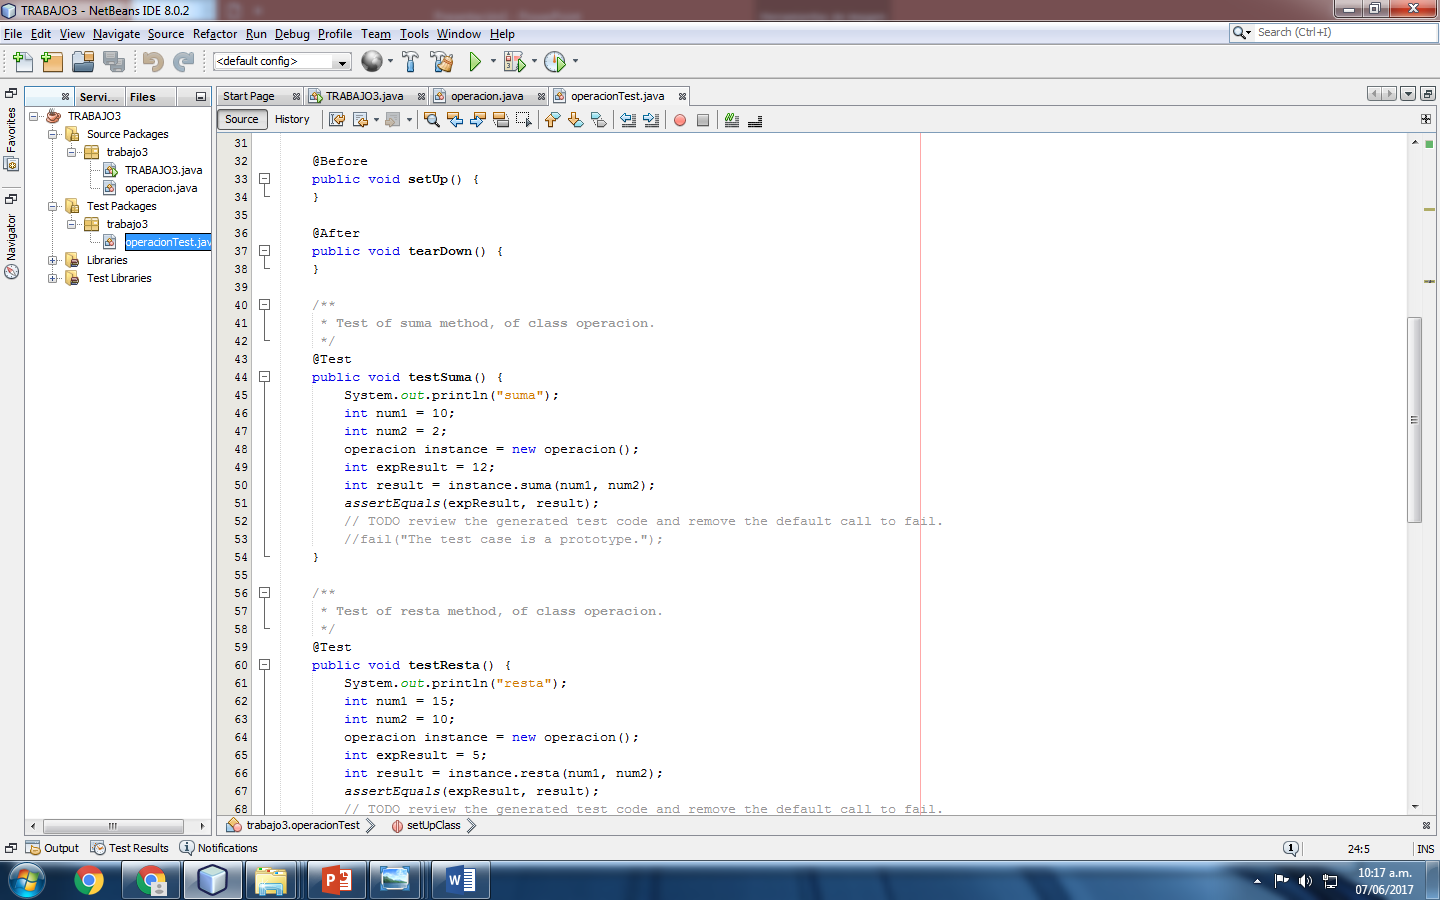 TRABAJO3 - NetBeans IDE 8.0.2
File Edit View Navigate Source Refactor Run Debug Profile Team Tools Window Help
Search (Ctrl+I)
<default config>
Servi... Files
Start Page TRABAJO3.java operacion.java operacionTest.java
Source History
Favorites
Navigator
TRABAJO3
Source Packages
trabajo3
TRABAJO3.java
operacion.java
Test Packages
trabajo3
operacionTest.jav
Libraries
Test Libraries
31
32 @Before
33 public void setUp() {
34 }
35
36 @After
37 public void tearDown() {
38 }
39
40 /**
41 * Test of suma method, of class operacion.
42 */
43 @Test
44 public void testSuma() {
45 System.out.println("suma");
46 int num1 = 10;
47 int num2 = 2;
48 operacion instance = new operacion();
49 int expResult = 12;
50 int result = instance.suma(num1, num2);
51 assertEquals(expResult, result);
52 // TODO review the generated test code and remove the default call to fail.
53 //fail("The test case is a prototype.");
54 }
55
56 /**
57 * Test of resta method, of class operacion.
58 */
59 @Test
60 public void testResta() {
61 System.out.println("resta");
62 int num1 = 15;
63 int num2 = 10;
64 operacion instance = new operacion();
65 int expResult = 5;
66 int result = instance.resta(num1, num2);
67 assertEquals(expResult, result);
68 // TODO review the generated test code and remove the default call to fail.
trabajo3.operacionTest setUpClass
Output Test Results Notifications
1 24:5 INS
10:17 a.m.
07/06/2017